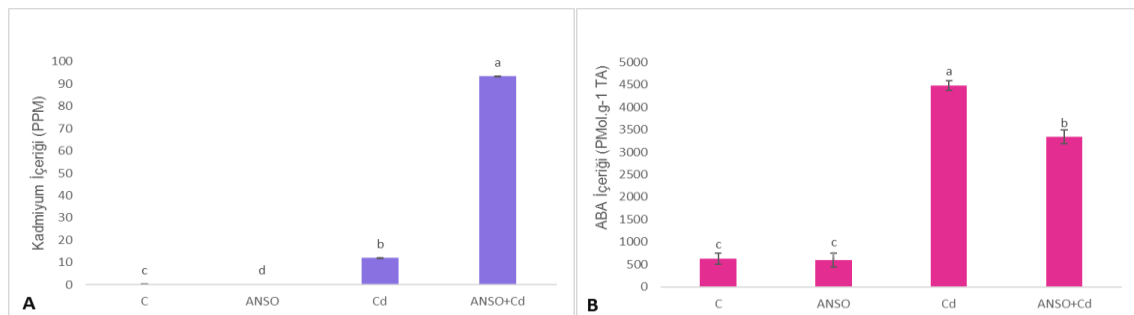 Kadmiyum İçeriği (PPM)
100
90
80
70
60
50
40
30
20
10
0
c
d
b
a
C
ANSO
Cd
ANSO+Cd
A
ABA İçeriği (PMol.g-1 TA)
5000
4500
4000
3500
3000
2500
2000
1500
1000
500
0
c
c
a
b
C
ANSO
Cd
ANSO+Cd
B